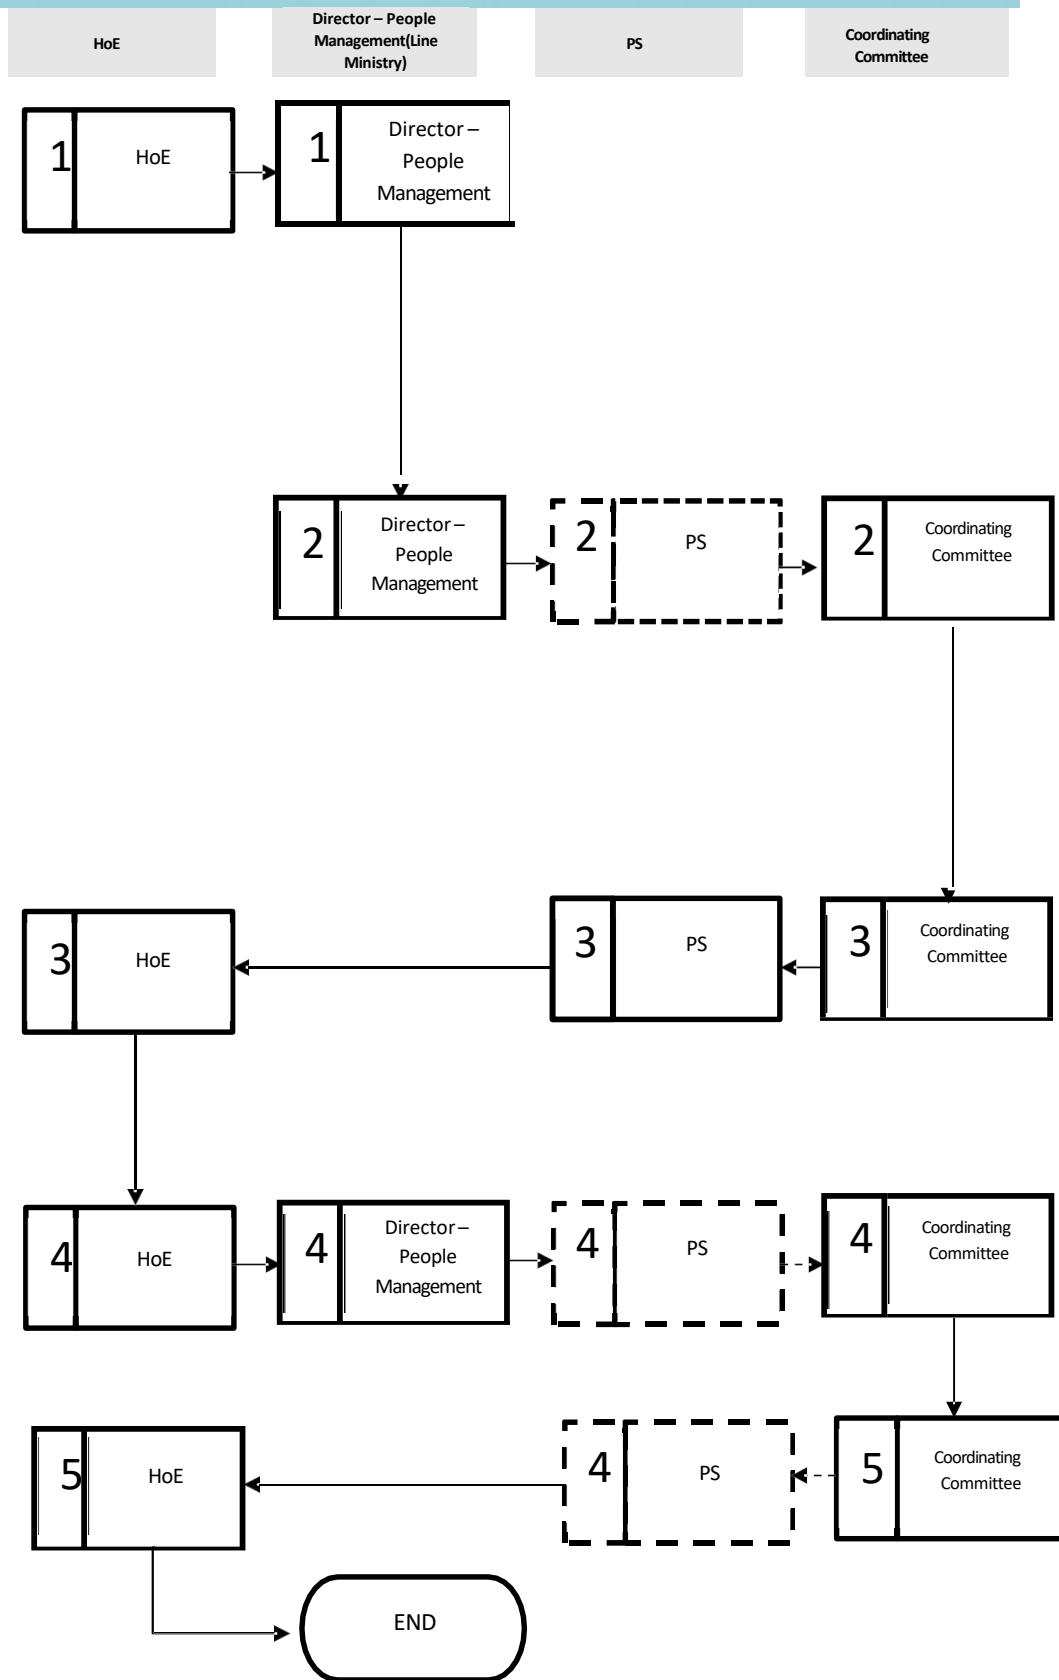 HoE
Director – People
Management(Line
Ministry)
PS
Coordinating
Committee
1
HoE
1
Director –
People
Management
2
Director –
People
Management
2
PS
2
Coordinating
Committee
3
HoE
3
PS
3
Coordinating
Committee
4
HoE
4
Director –
People
Management
4
PS
4
Coordinating
Committee
5
HoE
4
PS
5
Coordinating
Committee
END